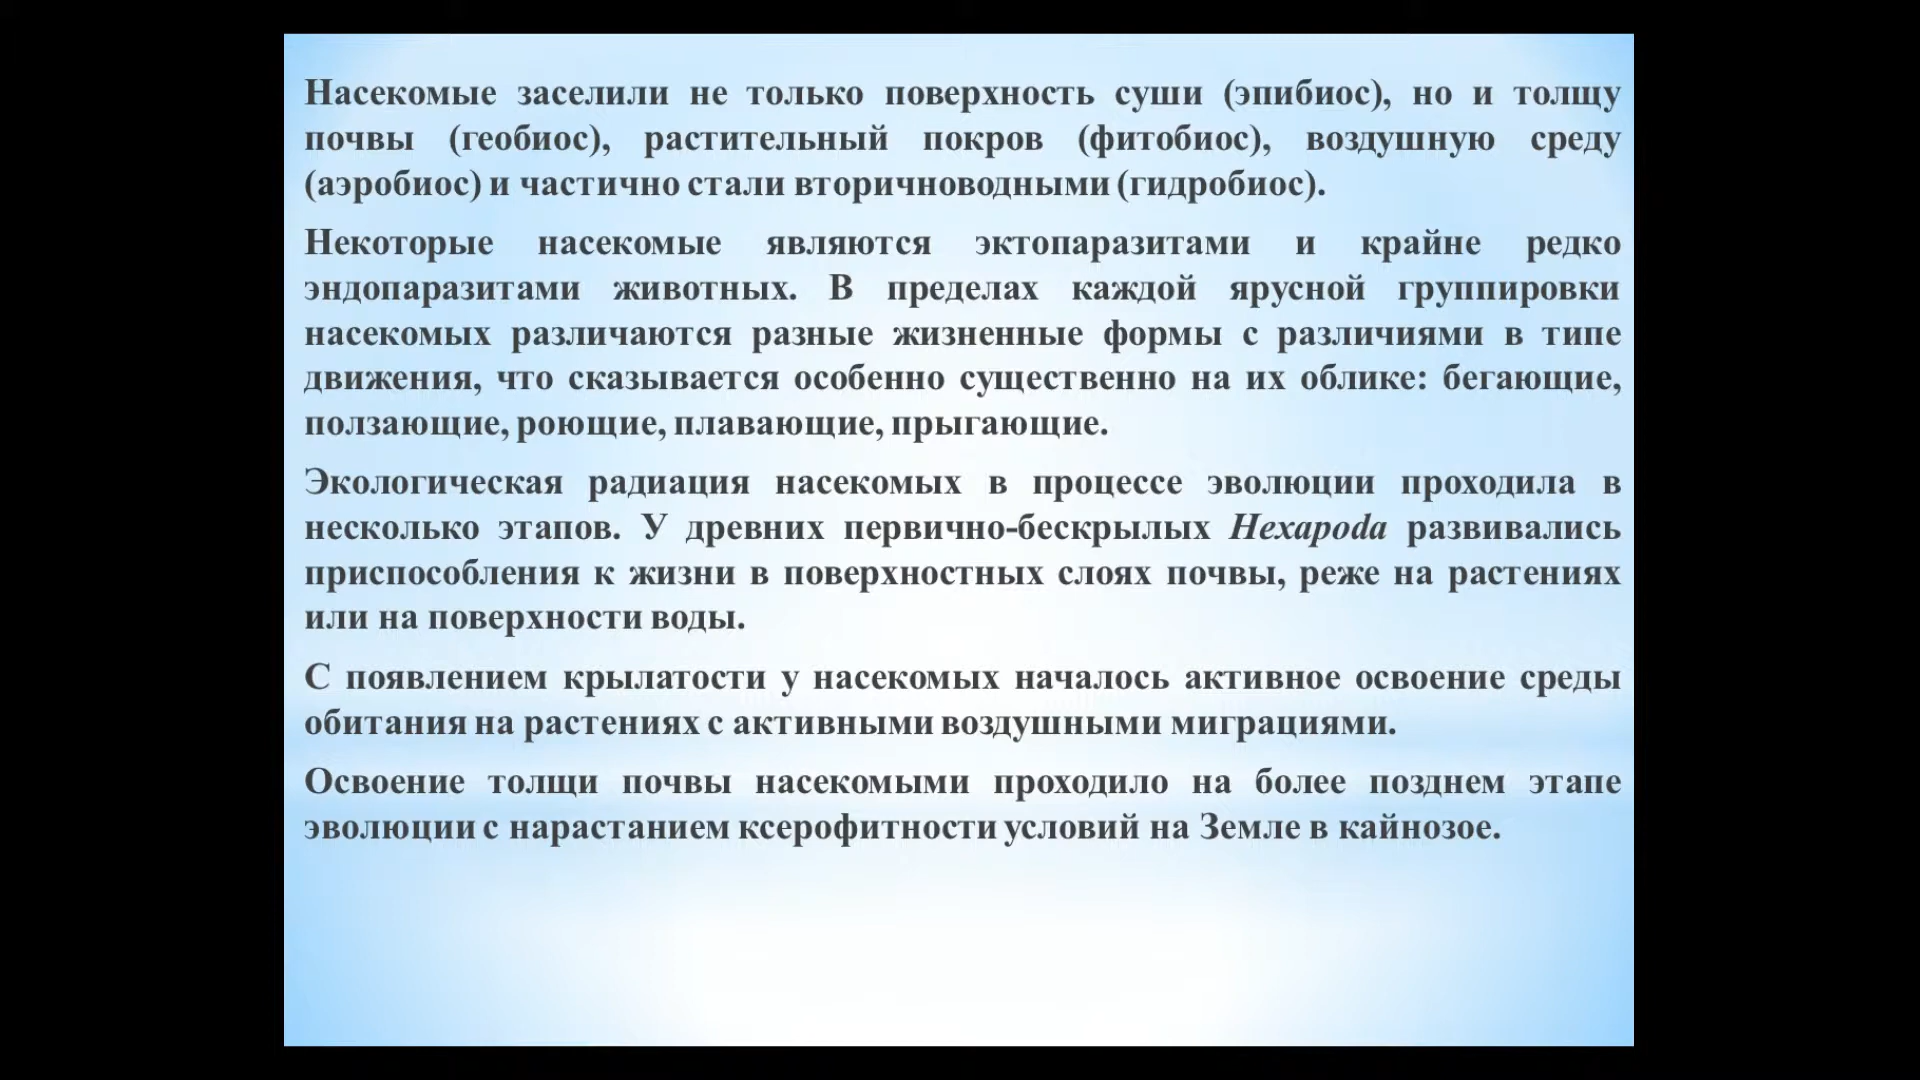 Насекомые заселили не только поверхность суши (эпибиос), но и толщу
почвы (геобиос), растительный покров (фитобиос), воздушную среду
(аэробиос) и частично стали вторичноводными (гидробиос).
Некоторые насекомые являются эктопаразитами и крайне редко
эндопаразитами животных. В пределах каждой ярусной группировки
насекомых различаются разные жизненные формы с различиями в типе
движения, что сказывается особенно существенно на их облике: бегающие,
ползающие, роющие, плавающие, прыгающие.
Экологическая радиация насекомых в процессе эволюции проходила в
несколько этапов. У древних первично-бескрылых Hexapoda развивались
приспособления к жизни в поверхностных слоях почвы, реже на растениях
или на поверхности воды.
С появлением крылатости у насекомых началось активное освоение среды
обитания на растениях с активными воздушными миграциями.
Освоение толщи почвы насекомыми проходило на более позднем этапе
эволюции с нарастанием ксерофитности условий на Земле в кайнозое.